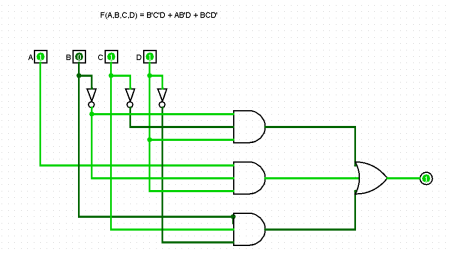 F(A,B,C,D) = B'C'D + AB'D + BCD'
A 1 B 0 C 1 D 1
1